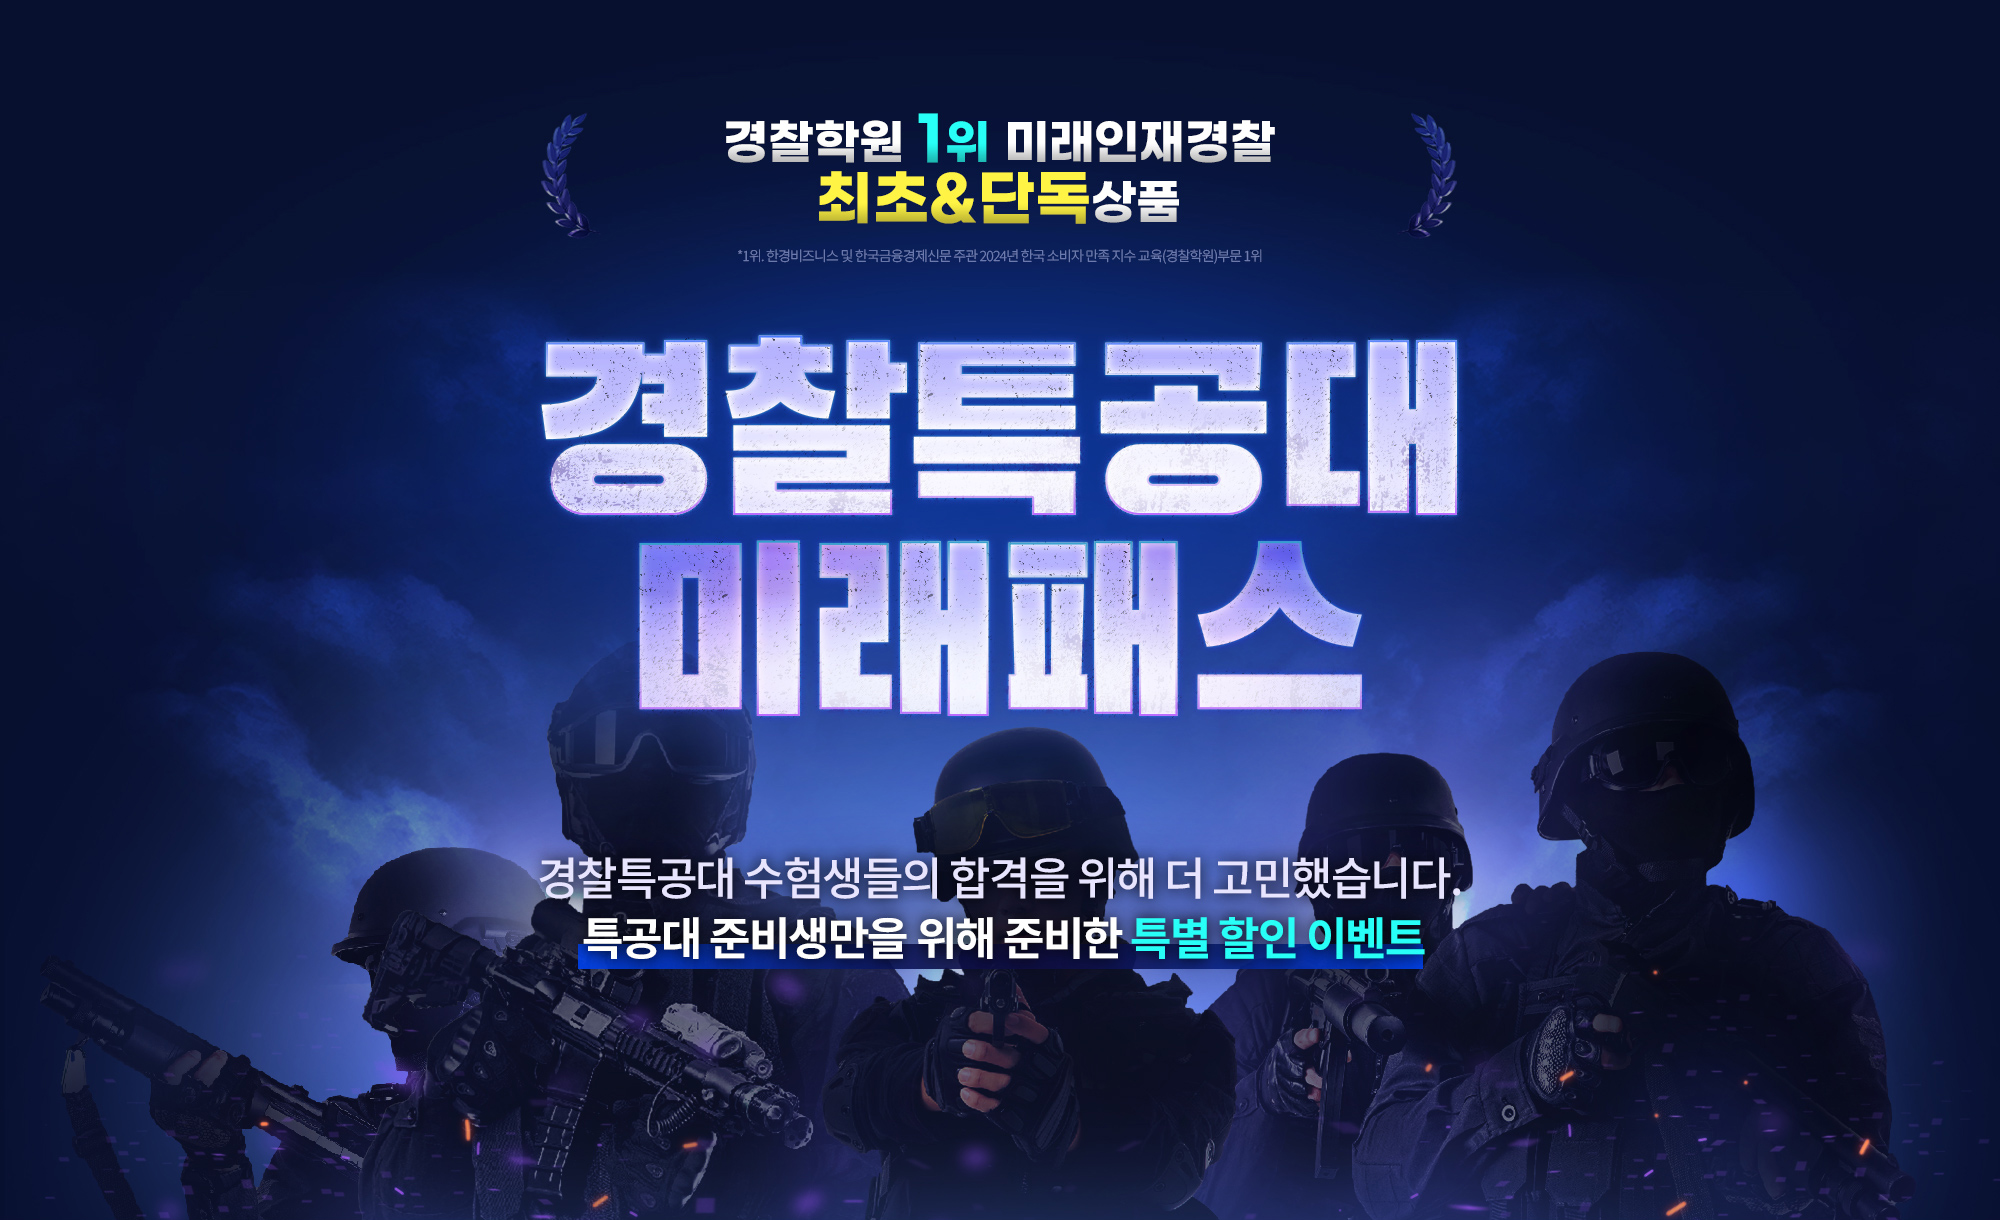 경찰학원 1위 미래인재경찰
최초&단독상품
*1위. 한경비즈니스 및 한국금융경제신문 주관 2024년 한국 소비자 만족 지수 교육(경찰학원)부문 1위
경찰특공대
미래패스
경찰특공대 수험생들의 합격을 위해 더 고민했습니다.
특공대 준비생만을 위해 준비한 특별 할인 이벤트